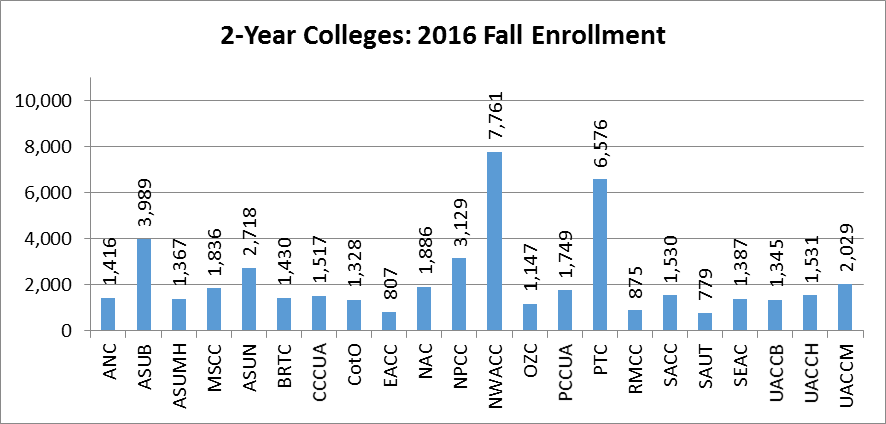 2-Year Colleges: 2016 Fall Enrollment
10,000
8,000
6,000
4,000
2,000
0
1,416
3,989
1,367
1,836
2,718
1,430
1,517
1,328
807
1,886
3,129
7,761
1,147
1,749
6,576
875
1,530
779
1,387
1,345
1,531
2,029
ANC
ASUB
ASUMH
MSCC
ASUN
BRTC
CCCUA
CotO
EACC
NAC
NPCC
NWACC
OZC
PCCUA
PTC
RMCC
SACC
SAUT
SEAC
UACCB
UACCH
UACCM